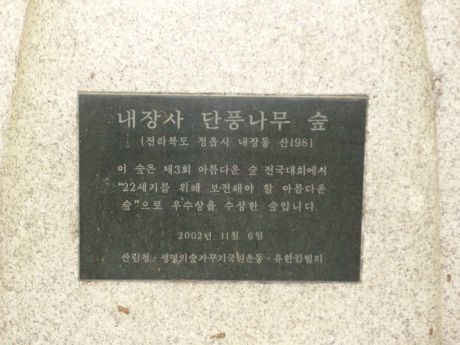 내장사 단풍나무 숲
(전라북도 정읍시 내장동 산198)
이 숲은 제3회 아름다운 숲 전국대회에서
"22세기를 위해 보전해야 할 아름다운
숲"으로 우수상을 수상한 숲입니다.
2002년 11월 6일
산림청·생명의숲가꾸기국민운동·유한킴벌리